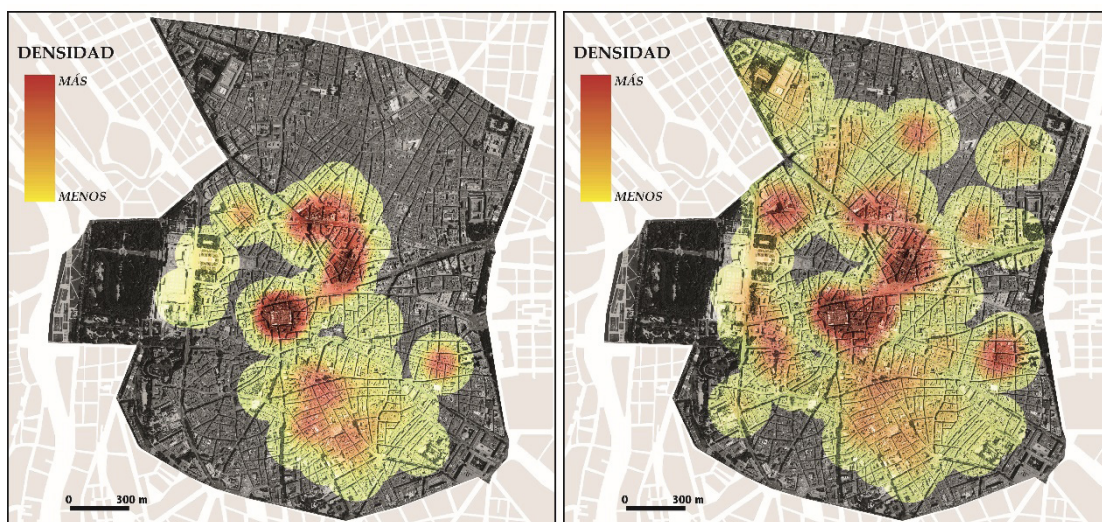 DENSIDAD
MÁS
MENOS
0 300 m
DENSIDAD
MÁS
MENOS
0 300 m